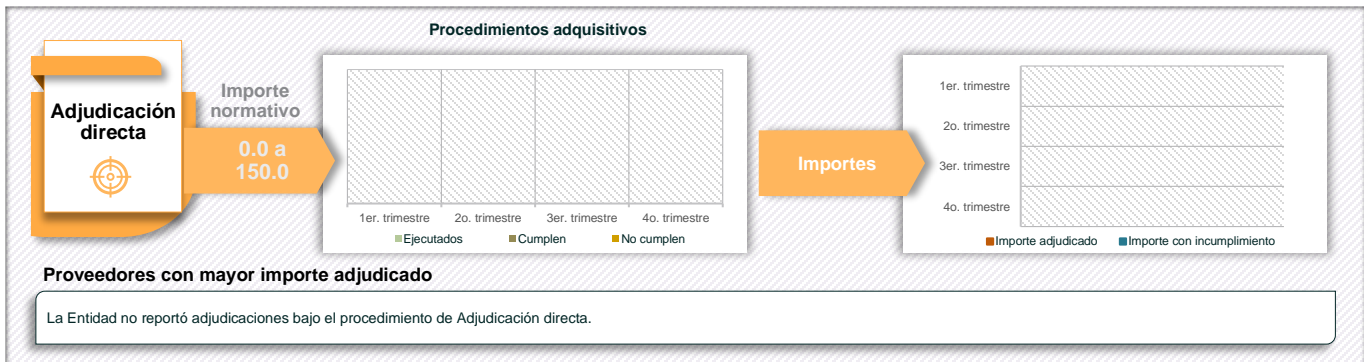 Procedimientos adquisitivos
Adjudicación
directa
Importe
normativo
0.0 a
150.0
1er. trimestre 2o. trimestre 3er. trimestre 4o. trimestre
Ejecutados Cumplen No cumplen
Importes
1er. trimestre
2o. trimestre
3er. trimestre
4o. trimestre
Importe adjudicado Importe con incumplimiento
Proveedores con mayor importe adjudicado
La Entidad no reportó adjudicaciones bajo el procedimiento de Adjudicación directa.